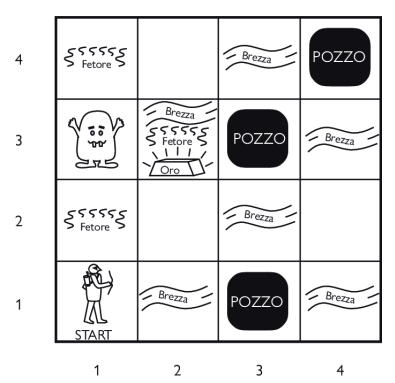 4
Fetore
Brezza
POZZO
3
Brezza
Fetore
Oro
POZZO
Brezza
2
Fetore
Brezza
1
START
Brezza
POZZO
Brezza
1 2 3 4